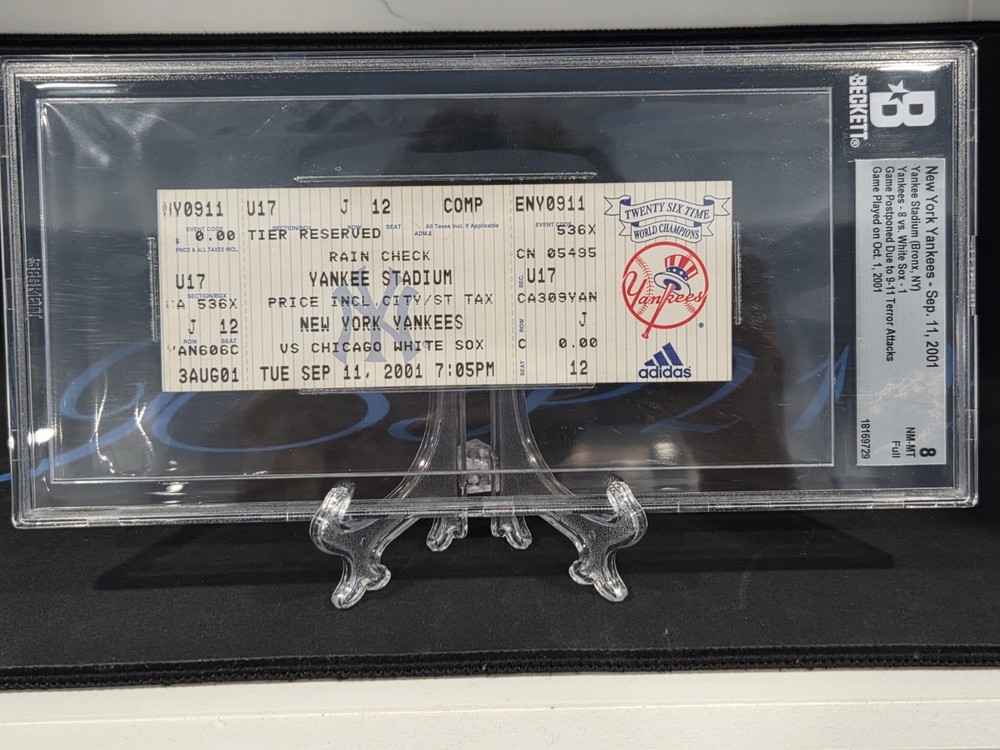 NY0911 U17 J 12 COMP ENY0911
EVENT CODE SECTION/BOX ROW SEAT All Taxes Incl. If Applicable EVENT CODE
$ 0.00 TIER RESERVED ADM.$ 536X
PRICE & ALL TAXES INCL. RAIN CHECK CN 05495
U17 YANKEE STADIUM SEC. U17
SECTION/BOX
CA 536X PRICE INCL.CITY/ST TAX CA309YAN
J 12 NEW YORK YANKEES ROW J
ROW SEAT
YAN606C VS CHICAGO WHITE SOX C 0.00
3AUG01 TUE SEP 11, 2001 7:05PM SEAT 12
TWENTY SIX TIME
WORLD CHAMPIONS
Yankees
®
adidas
B
BECKETT®
New York Yankees - Sep. 11, 2001
Yankee Stadium (Bronx, NY)
Yankees - 8 vs. White Sox - 1
Game Postponed Due to 9-11 Terror Attacks
Game Played on Oct. 1, 2001
8
NM-MT
Full
18169729